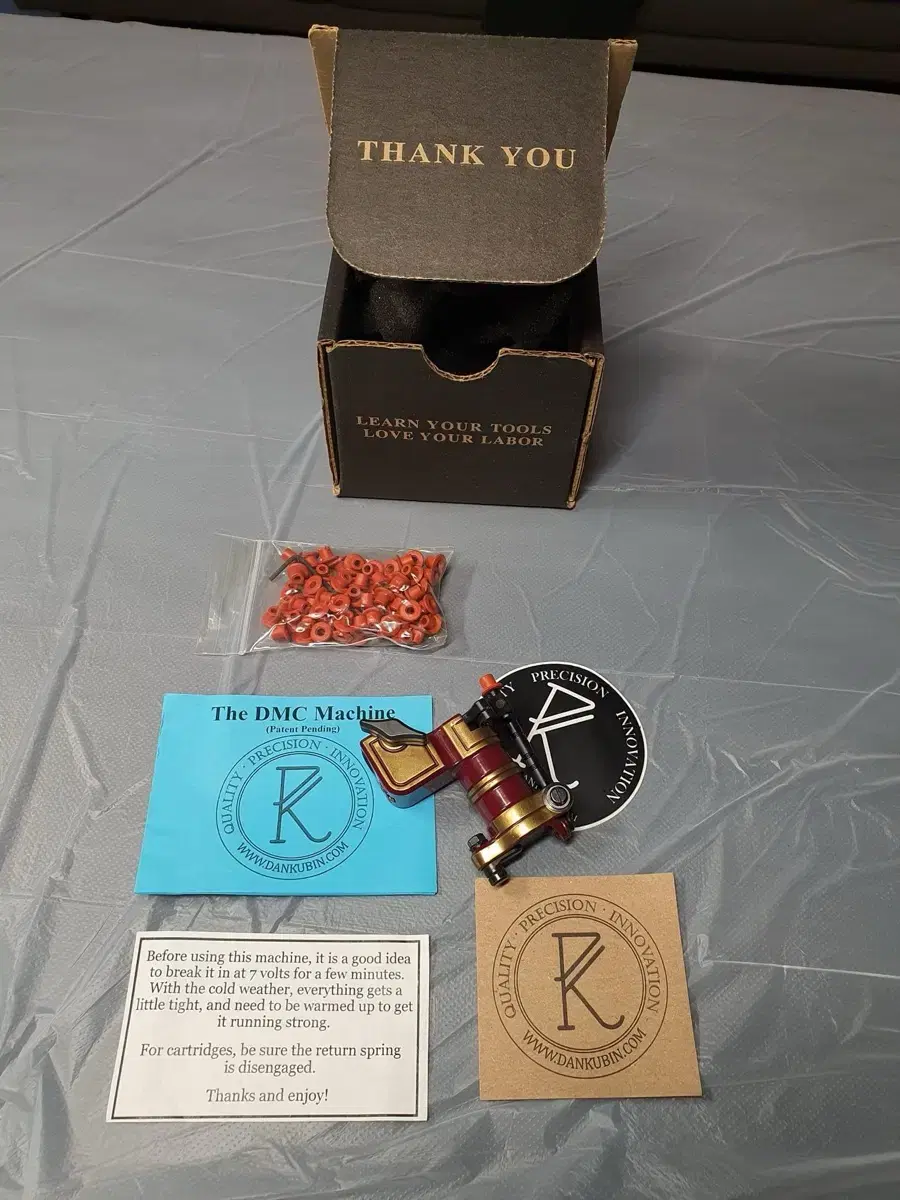 THANK YOU
LEARN YOUR TOOLS
LOVE YOUR LABOR
The DMC Machine
(Patent Pending)
QUALITY · PRECISION · INNOVATION
WWW.DANKUBIN.COM
PRECISION
INNOVATION
Before using this machine, it is a good idea
to break it in at 7 volts for a few minutes.
With the cold weather, everything gets a
little tight, and need to be warmed up to get
it running strong.
For cartridges, be sure the return spring
is disengaged.
Thanks and enjoy!
QUALITY · PRECISION · INNOVATION
WWW.DANKUBIN.COM